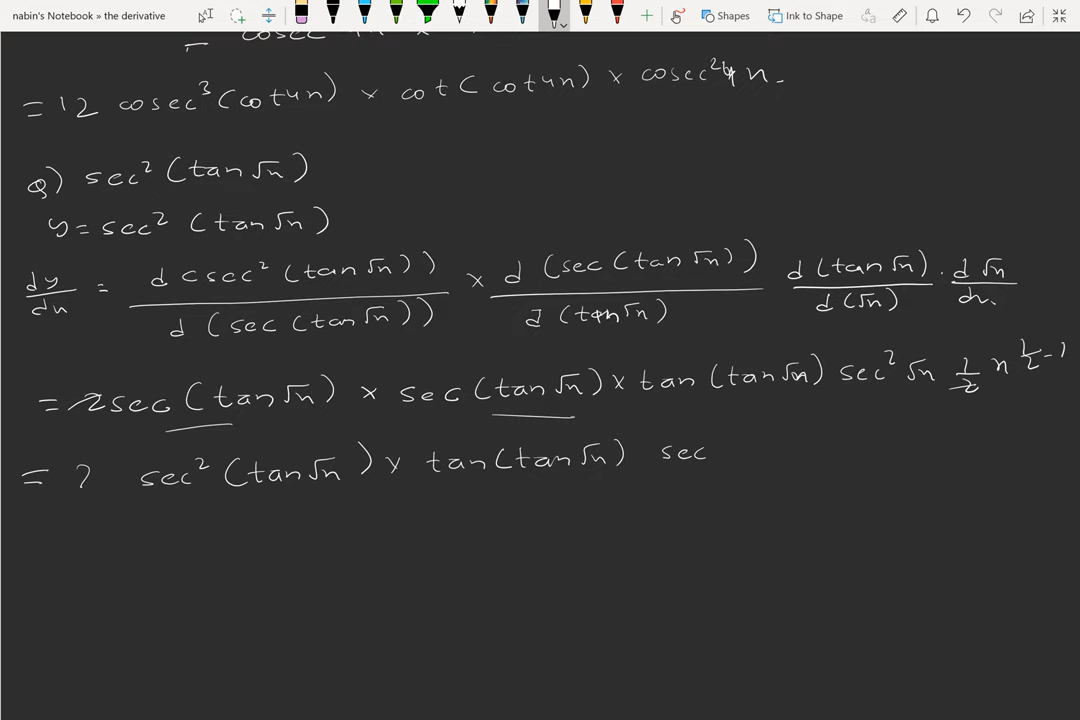 nabin's Notebook » the derivative
Shapes Ink to Shape
cosec
= 12 cosec³ (cot4n) × cot( cot4n) × cosec²4n.
Q) sec² (tan √n)
y = sec² (tan √n)
dy/dn = d(sec² (tan √n))/d(sec (tan √n)) × d(sec (tan √n))/d(tan √n) d(tan √n)/d(√n) . d√n/dn.
= 2sec (tan √n) × sec (tan √n) × tan (tan √n) sec² √n 1/2 n^(1/2-1)
= 2 sec² (tan √n) × tan(tan √n) sec